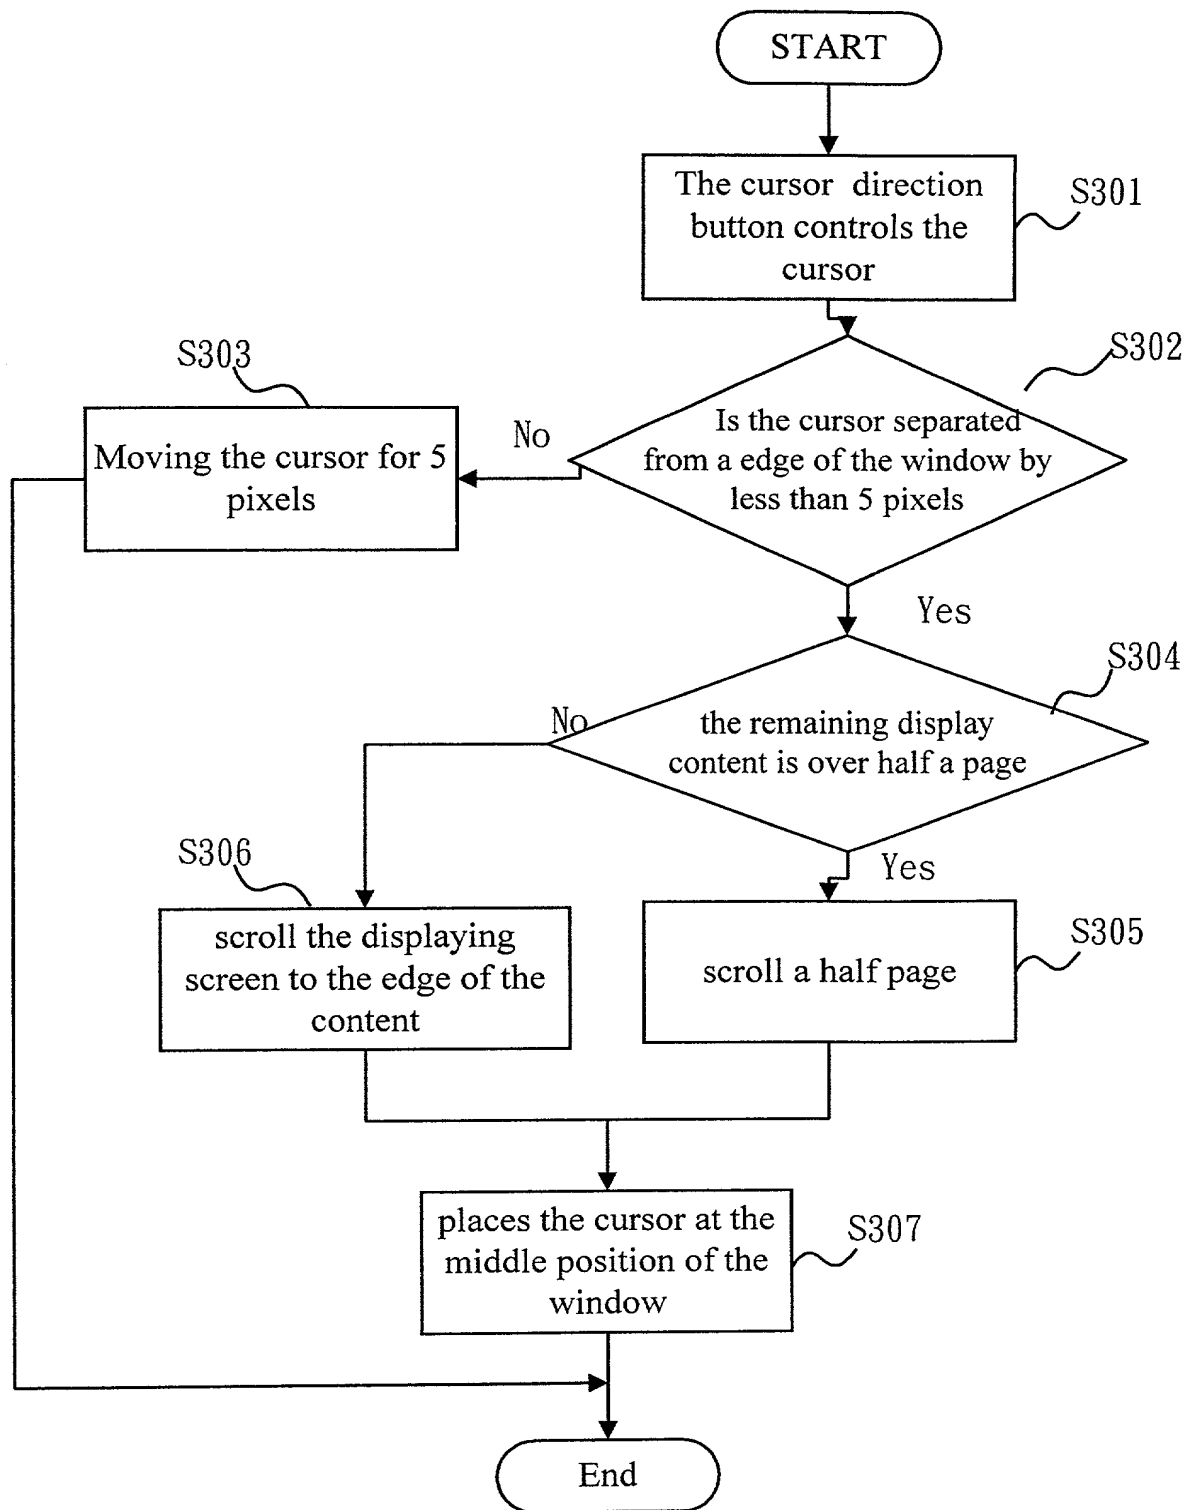 START
The cursor direction
button controls the
cursor
S301
S302
S303
Is the cursor separated
from a edge of the window by
less than 5 pixels
No
Moving the cursor for 5
pixels
Yes
S304
the remaining display
content is over half a page
No
Yes
S306
scroll the displaying
screen to the edge of the
content
S305
scroll a half page
places the cursor at the
middle position of the
window
S307
End